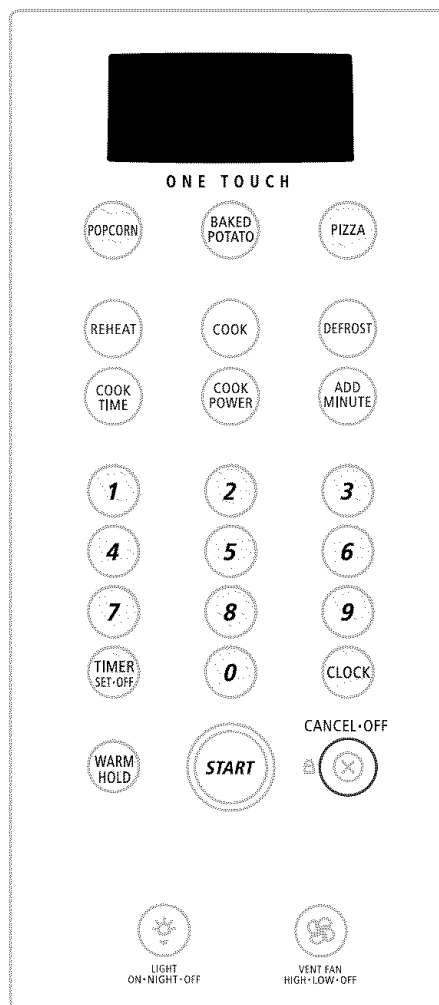 ONE TOUCH
POPCORN
BAKED
POTATO
PIZZA
REHEAT
COOK
DEFROST
COOK
TIME
COOK
POWER
ADD
MINUTE
1
2
3
4
5
6
7
8
9
TIMER
SET•OFF
0
CLOCK
CANCEL•OFF
WARM
HOLD
START
LIGHT
ON•NIGHT•OFF
VENT FAN
HIGH•LOW•OFF